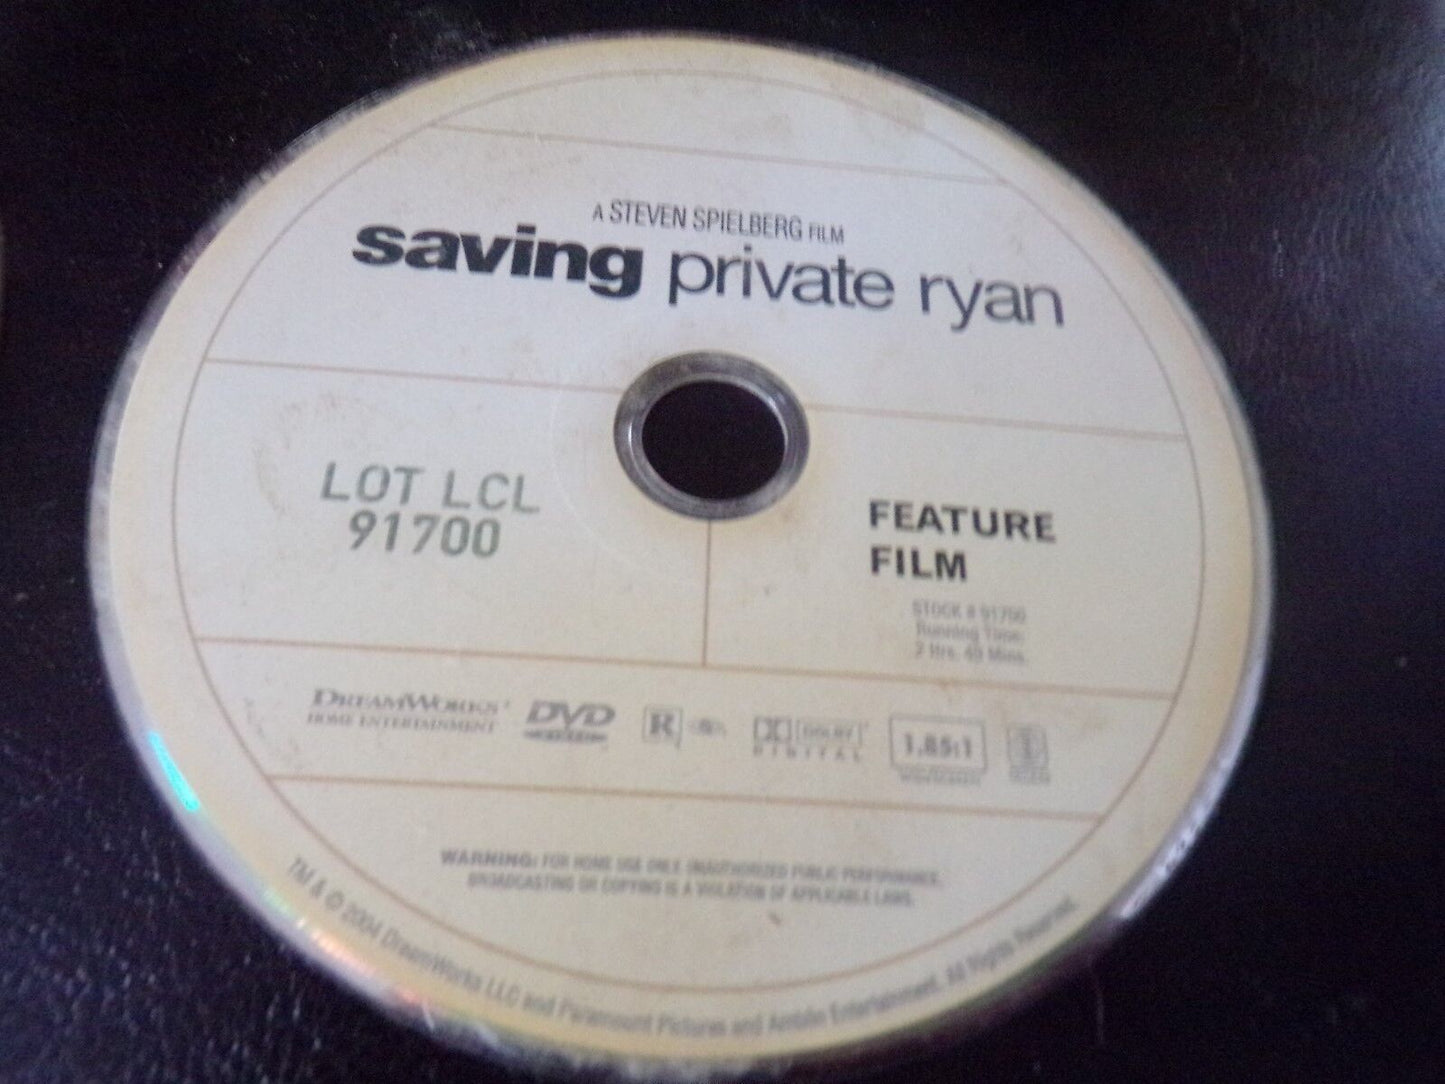 A STEVEN SPIELBERG FILM
saving private ryan
LOT LCL
91700
FEATURE
FILM
STOCK # 91700
Running Time:
2 Hrs. 49 Mins.
DREAMWORKS
HOME ENTERTAINMENT
DVD
R
DOLBY
DIGITAL
1.85:1
WARNING: FOR HOME USE ONLY. UNAUTHORIZED PUBLIC PERFORMANCE,
BROADCASTING OR COPYING IS A VIOLATION OF APPLICABLE LAWS.
TM & © 2004 DreamWorks LLC and Paramount Pictures and Amblin Entertainment. All Rights Reserved.